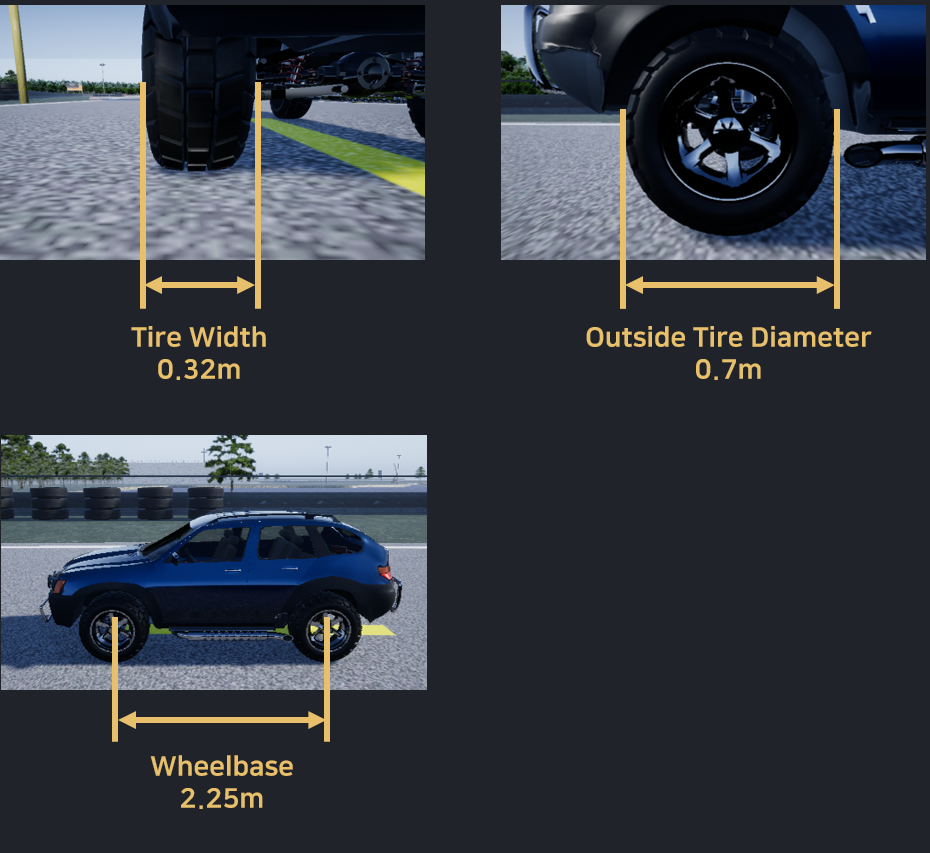 Tire Width
0.32m
Outside Tire Diameter
0.7m
Wheelbase
2.25m